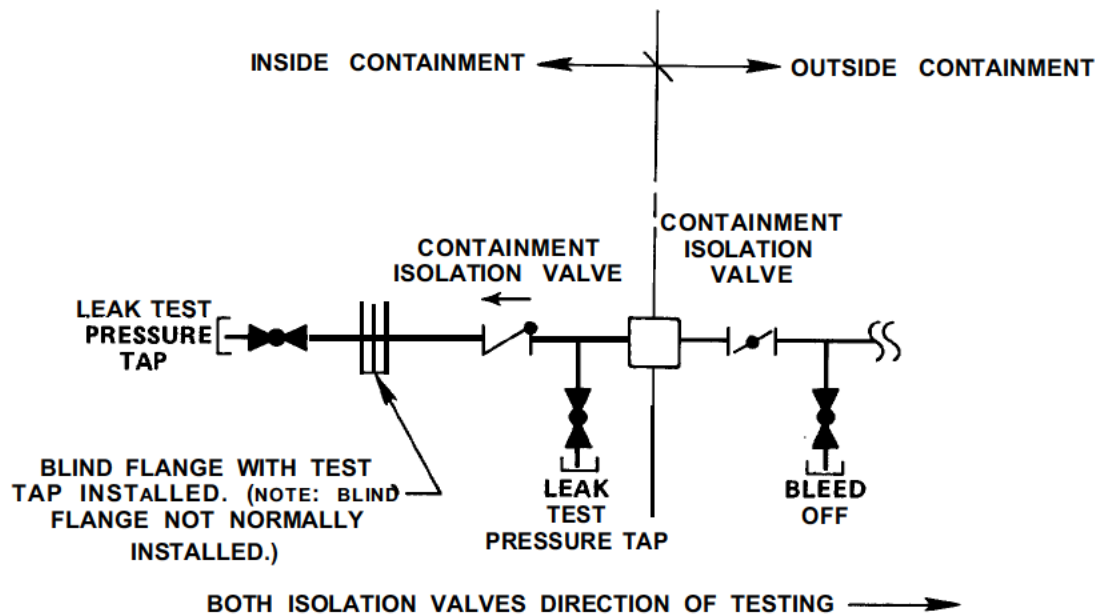 INSIDE CONTAINMENT
OUTSIDE CONTAINMENT
CONTAINMENT
ISOLATION VALVE
CONTAINMENT
ISOLATION
VALVE
LEAK TEST
PRESSURE
TAP
BLIND FLANGE WITH TEST
TAP INSTALLED. (NOTE: BLIND
FLANGE NOT NORMALLY
INSTALLED.)
LEAK
TEST
PRESSURE TAP
BLEED
OFF
BOTH ISOLATION VALVES DIRECTION OF TESTING